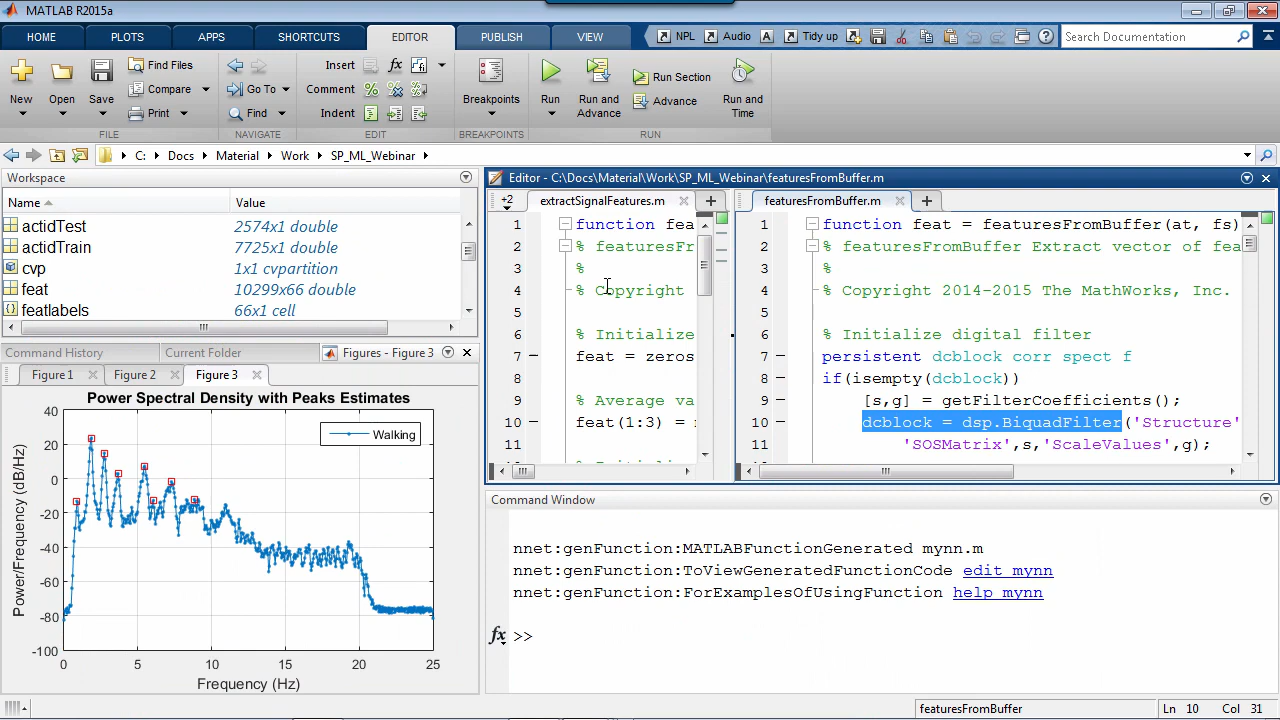 MATLAB R2015a
HOME PLOTS APPS SHORTCUTS EDITOR PUBLISH VIEW NPL Audio A Tidy up Search Documentation
New Open Save Find Files Compare Print
Go To Find
Insert fx
Comment
Indent
Breakpoints
Run Run and Advance Run Section Advance Run and Time
FILE NAVIGATE EDIT BREAKPOINTS RUN
C: Docs Material Work SP_ML_Webinar
Workspace
Name Value
actidTest 2574x1 double
actidTrain 7725x1 double
cvp 1x1 cvpartition
feat 10299x66 double
featlabels 66x1 cell
Command History Current Folder Figures - Figure 3
Figure 1 Figure 2 Figure 3
Power Spectral Density with Peaks Estimates
Walking
Power/Frequency (dB/Hz)
40
20
0
-20
-40
-60
-80
-100
0 5 10 15 20 25
Frequency (Hz)
Editor - C:\Docs\Material\Work\SP_ML_Webinar\featuresFromBuffer.m
+2 extractSignalFeatures.m
1 function fea
2 % featuresFr
3 %
4 % Copyright
5
6 % Initialize
7 feat = zeros
8
9 % Average va
10 feat(1:3) =
11
featuresFromBuffer.m
1 function feat = featuresFromBuffer(at, fs)
2 % featuresFromBuffer Extract vector of fea
3 %
4 % Copyright 2014-2015 The MathWorks, Inc.
5
6 % Initialize digital filter
7 persistent dcblock corr spect f
8 if(isempty(dcblock))
9 [s,g] = getFilterCoefficients();
10 dcblock = dsp.BiquadFilter('Structure'
11 'SOSMatrix',s,'ScaleValues',g);
Command Window
nnet:genFunction:MATLABFunctionGenerated mynn.m
nnet:genFunction:ToViewGeneratedFunctionCode edit mynn
nnet:genFunction:ForExamplesOfUsingFunction help mynn
fx >>
featuresFromBuffer Ln 10 Col 31